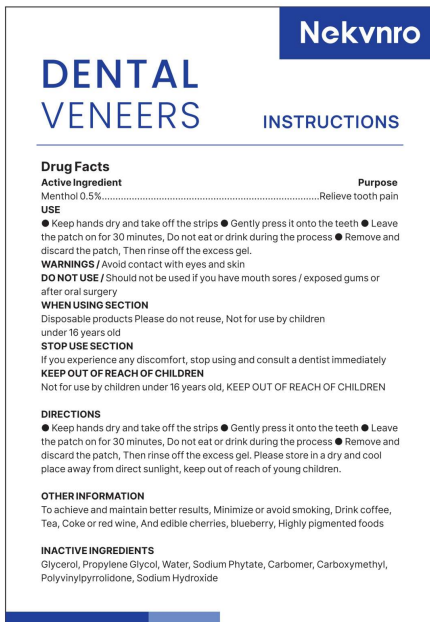 Nekvnro
DENTAL
VENEERS
INSTRUCTIONS
Drug Facts
Active Ingredient Purpose
Menthol 0.5%..........................................................................Relieve tooth pain
USE
● Keep hands dry and take off the strips ● Gently press it onto the teeth ● Leave
the patch on for 30 minutes, Do not eat or drink during the process ● Remove and
discard the patch, Then rinse off the excess gel.
WARNINGS / Avoid contact with eyes and skin
DO NOT USE / Should not be used if you have mouth sores / exposed gums or
after oral surgery
WHEN USING SECTION
Disposable products Please do not reuse, Not for use by children
under 16 years old
STOP USE SECTION
If you experience any discomfort, stop using and consult a dentist immediately
KEEP OUT OF REACH OF CHILDREN
Not for use by children under 16 years old, KEEP OUT OF REACH OF CHILDREN
DIRECTIONS
● Keep hands dry and take off the strips ● Gently press it onto the teeth ● Leave
the patch on for 30 minutes, Do not eat or drink during the process ● Remove and
discard the patch, Then rinse off the excess gel. Please store in a dry and cool
place away from direct sunlight, keep out of reach of young children.
OTHER INFORMATION
To achieve and maintain better results, Minimize or avoid smoking, Drink coffee,
Tea, Coke or red wine, And edible cherries, blueberry, Highly pigmented foods
INACTIVE INGREDIENTS
Glycerol, Propylene Glycol, Water, Sodium Phytate, Carbomer, Carboxymethyl,
Polyvinylpyrrolidone, Sodium Hydroxide